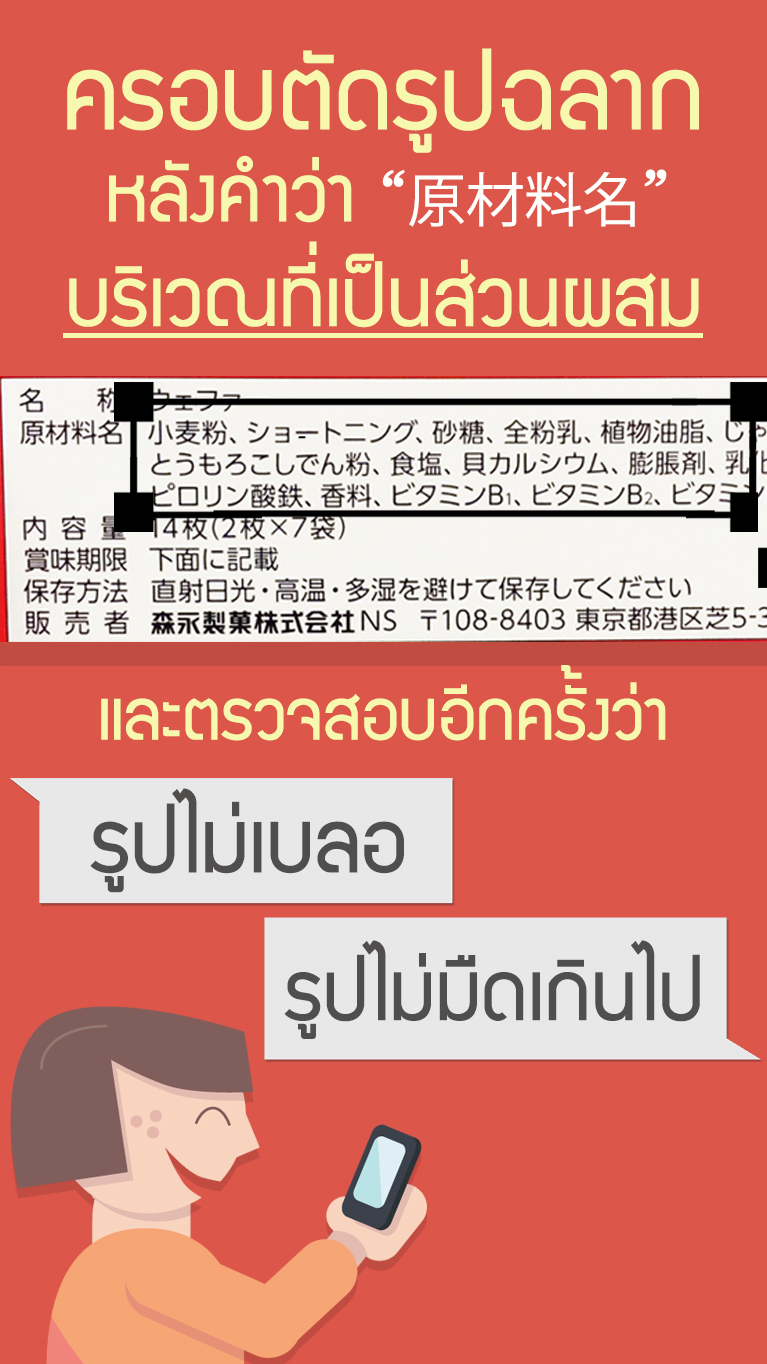 ครอบตัดรูปฉลาก
หลังคำว่า “原材料名”
บริเวณที่เป็นส่วนผสม
名 称 ウェファ
原材料名 小麦粉、ショートニング、砂糖、全粉乳、植物油脂、じゃ
とうもろこしでん粉、食塩、貝カルシウム、膨脹剤、乳化
ピロリン酸鉄、香料、ビタミンB₁、ビタミンB₂、ビタミン
内容量 14枚(2枚×7袋)
賞味期限 下面に記載
保存方法 直射日光・高温・多湿を避けて保存してください
販売者 森永製菓株式会社NS 〒108-8403 東京都港区芝5-3
และตรวจสอบอีกครั้งว่า
รูปไม่เบลอ
รูปไม่มืดเกินไป